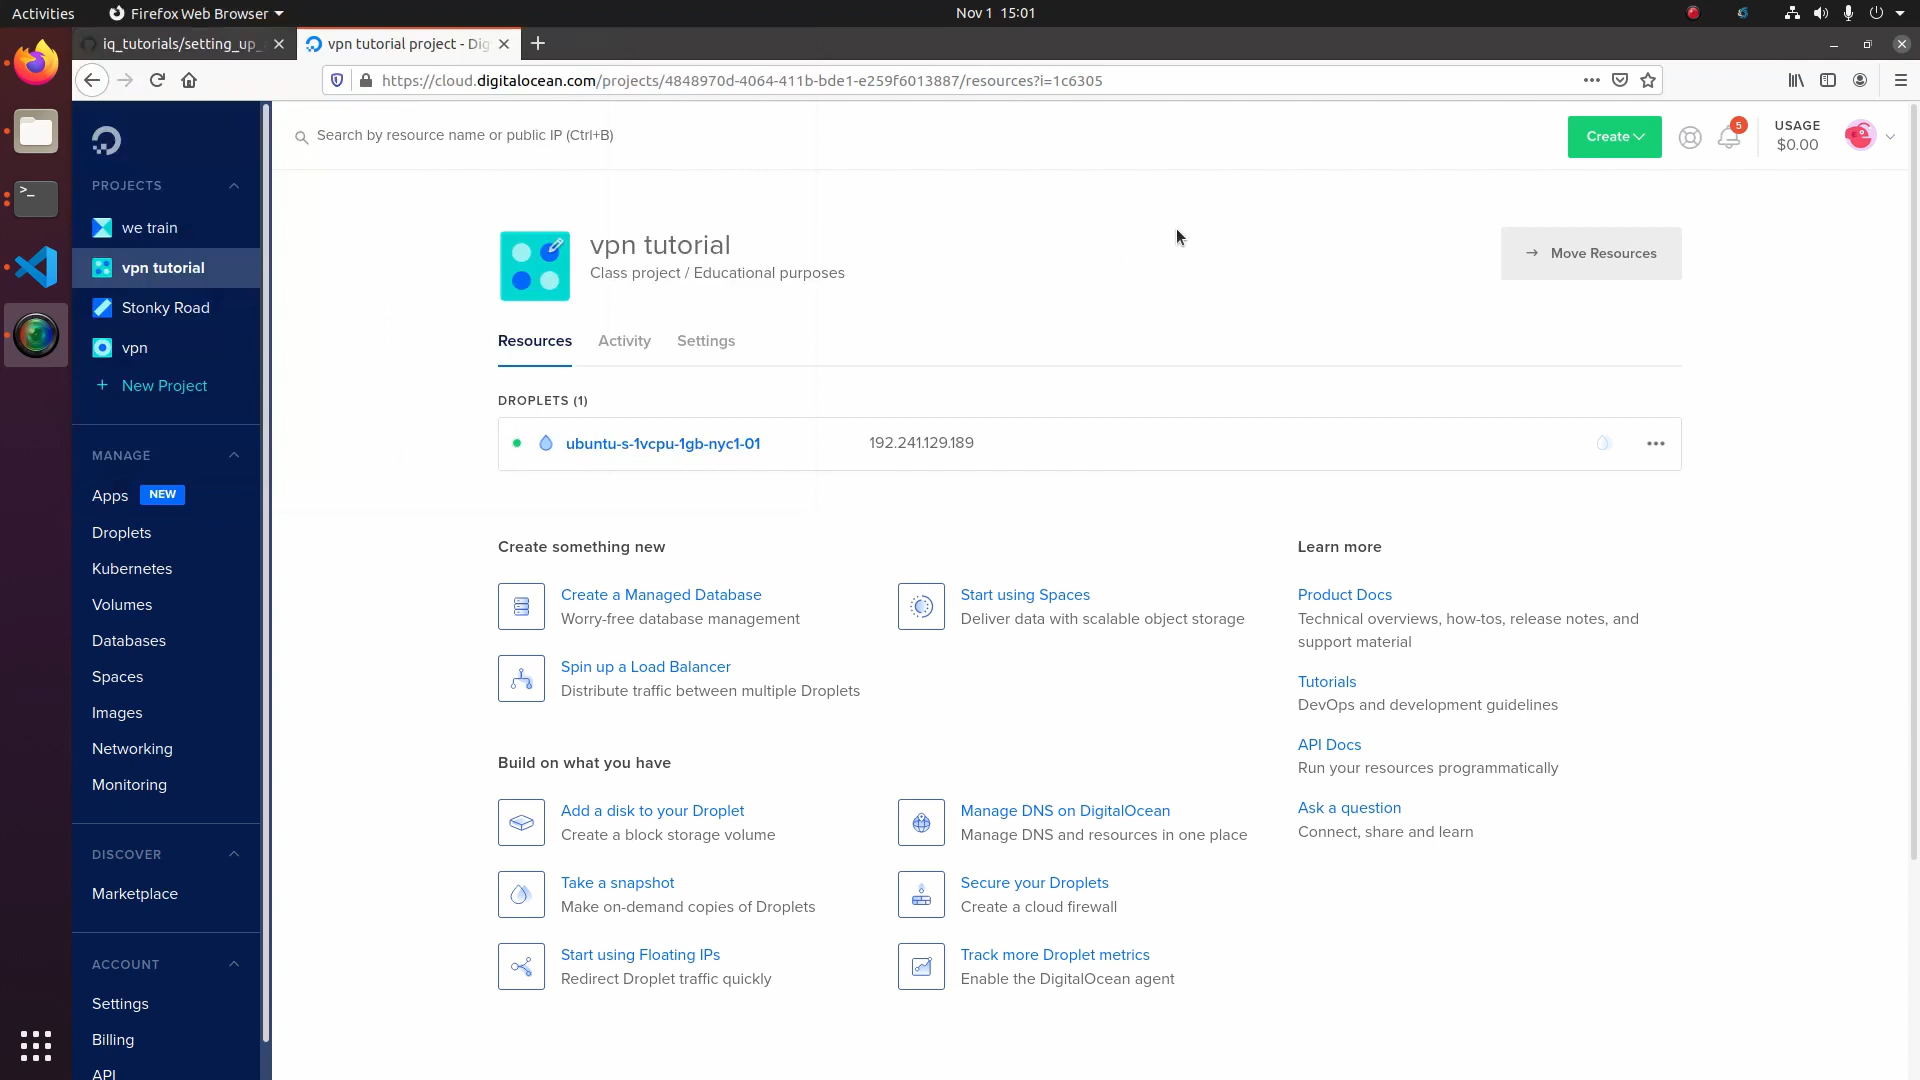 Activities
Firefox Web Browser
Nov 1 15:01
iq_tutorials/setting_up_
vpn tutorial project - Dig
https://cloud.digitalocean.com/projects/4848970d-4064-411b-bde1-e259f6013887/resources?i=1c6305
PROJECTS
we train
vpn tutorial
Stonky Road
vpn
+ New Project
MANAGE
Apps NEW
Droplets
Kubernetes
Volumes
Databases
Spaces
Images
Networking
Monitoring
DISCOVER
Marketplace
ACCOUNT
Settings
Billing
API
Search by resource name or public IP (Ctrl+B)
Create
5
USAGE
$0.00
vpn tutorial
Class project / Educational purposes
→ Move Resources
Resources
Activity
Settings
DROPLETS (1)
ubuntu-s-1vcpu-1gb-nyc1-01
192.241.129.189
Create something new
Create a Managed Database
Worry-free database management
Start using Spaces
Deliver data with scalable object storage
Spin up a Load Balancer
Distribute traffic between multiple Droplets
Build on what you have
Add a disk to your Droplet
Create a block storage volume
Manage DNS on DigitalOcean
Manage DNS and resources in one place
Take a snapshot
Make on-demand copies of Droplets
Secure your Droplets
Create a cloud firewall
Start using Floating IPs
Redirect Droplet traffic quickly
Track more Droplet metrics
Enable the DigitalOcean agent
Learn more
Product Docs
Technical overviews, how-tos, release notes, and
support material
Tutorials
DevOps and development guidelines
API Docs
Run your resources programmatically
Ask a question
Connect, share and learn